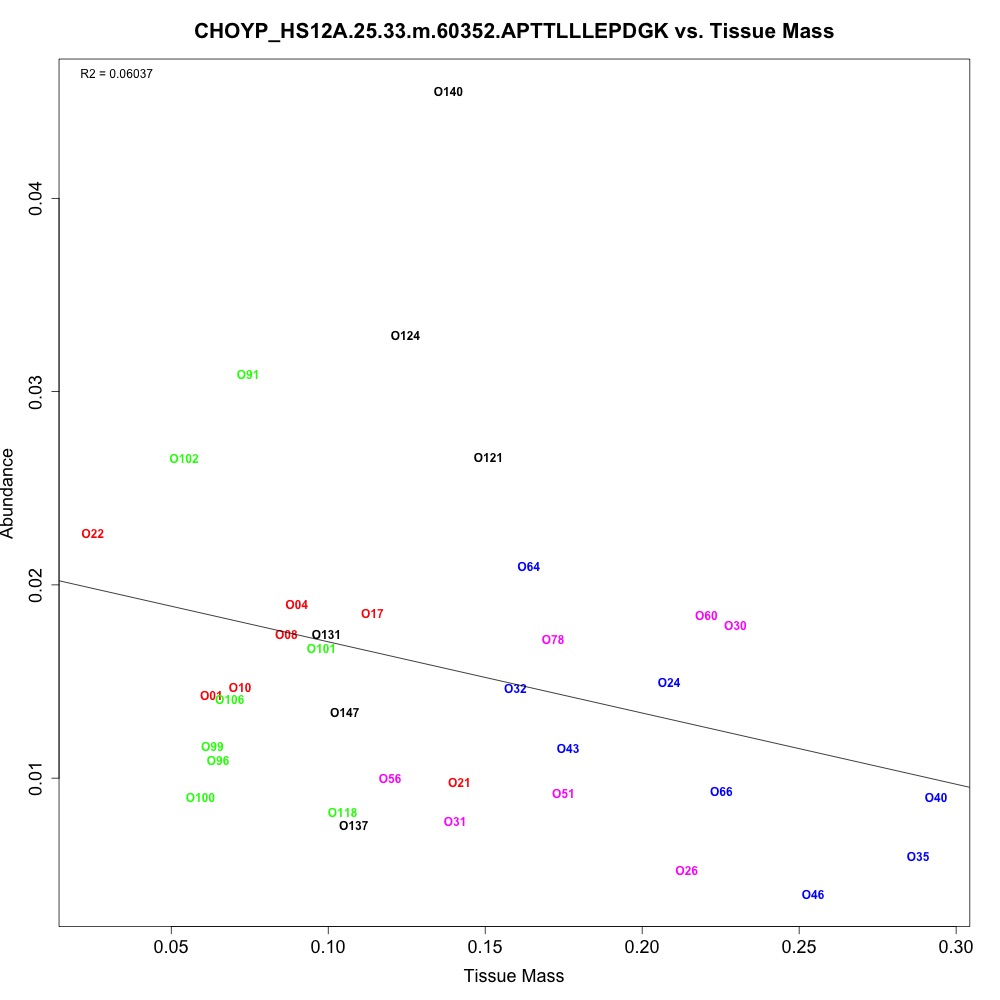 CHOYP_HS12A.25.33.m.60352.APTTLLLEPDGK vs. Tissue Mass
R2 = 0.06037
O140
0.04
O124
O91
0.03
O121
O102
Abundance
O22
O64
0.02
O04
O17
O60
O30
O08
O131
O78
O101
O24
O10
O32
O01
O106
O147
O99
O43
O96
0.01
O56
O21
O66
O51
O100
O40
O118
O31
O137
O35
O26
O46
0.05 0.10 0.15 0.20 0.25 0.30
Tissue Mass